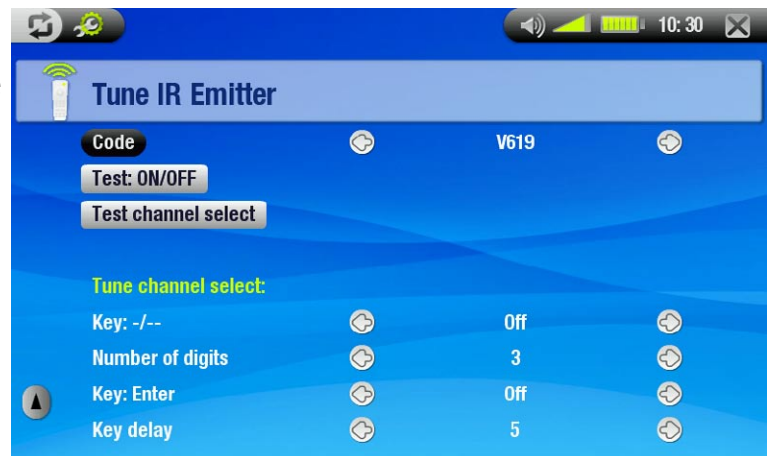 10:30
Tune IR Emitter
Code V619
Test: ON/OFF
Test channel select
Tune channel select:
Key: -/-- Off
Number of digits 3
Key: Enter Off
Key delay 5